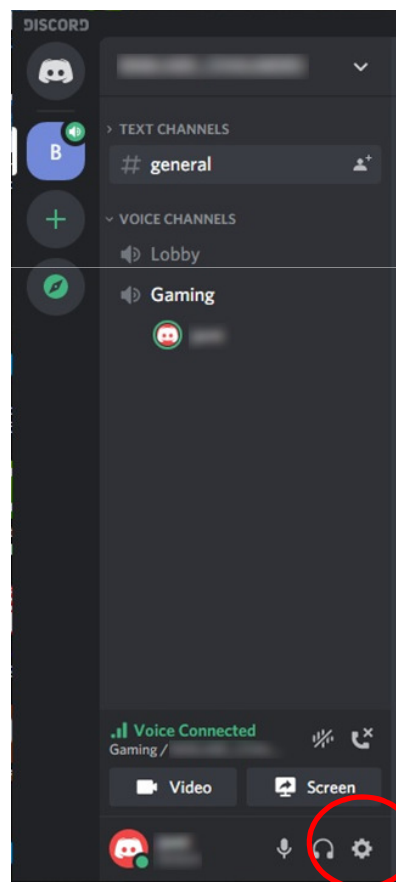 DISCORD
TEXT CHANNELS
# general
B
VOICE CHANNELS
Lobby
Gaming
Voice Connected
Gaming /
Video Screen